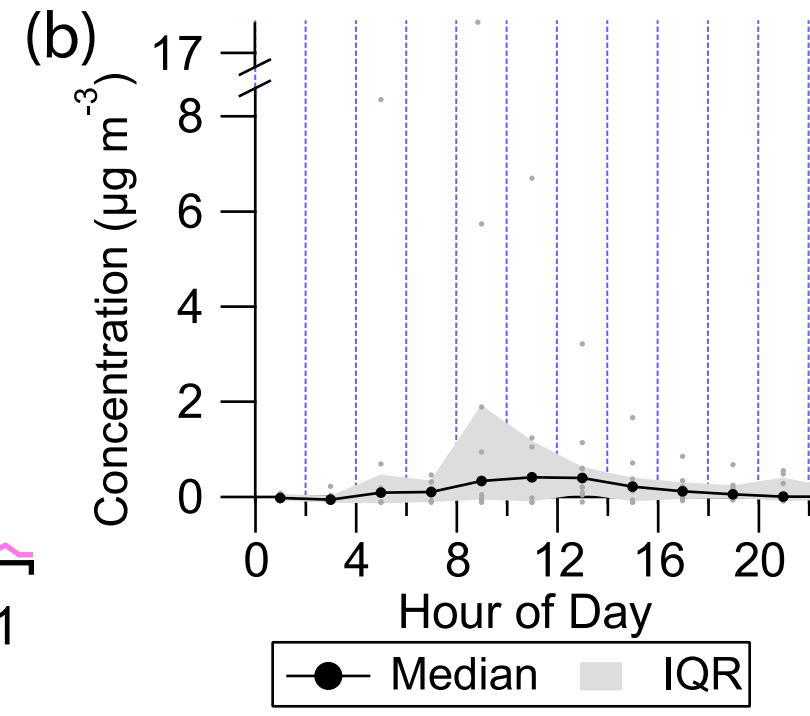 (b)
17
8
6
4
2
0
Concentration (µg m⁻³)
0 4 8 12 16 20
Hour of Day
Median IQR
1